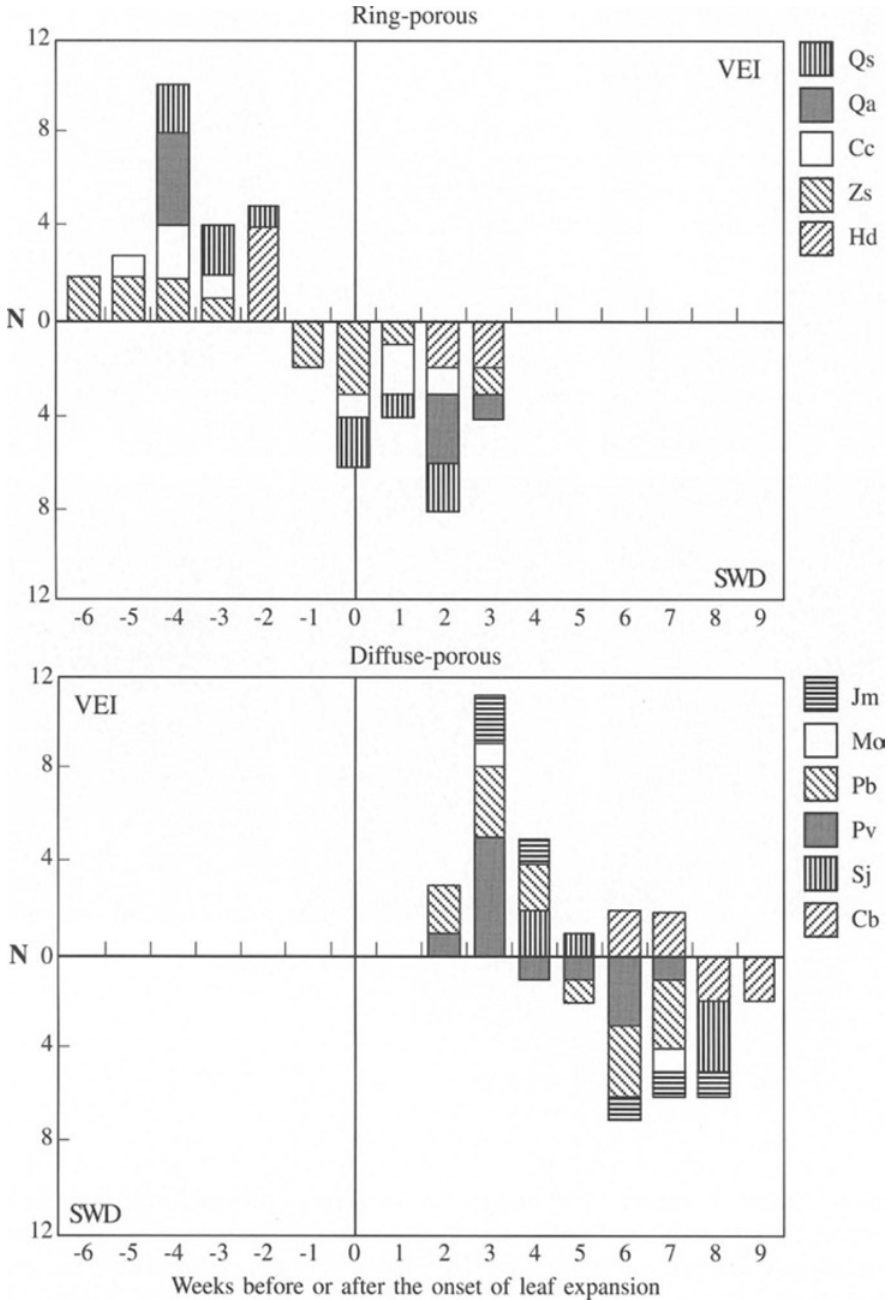 Ring-porous
12
8
4
N 0
4
8
12
VEI
SWD
Qs
Qa
Cc
Zs
Hd
-6 -5 -4 -3 -2 -1 0 1 2 3 4 5 6 7 8 9
Diffuse-porous
12
8
4
N 0
4
8
12
VEI
SWD
Jm
Mo
Pb
Pv
Sj
Cb
-6 -5 -4 -3 -2 -1 0 1 2 3 4 5 6 7 8 9
Weeks before or after the onset of leaf expansion